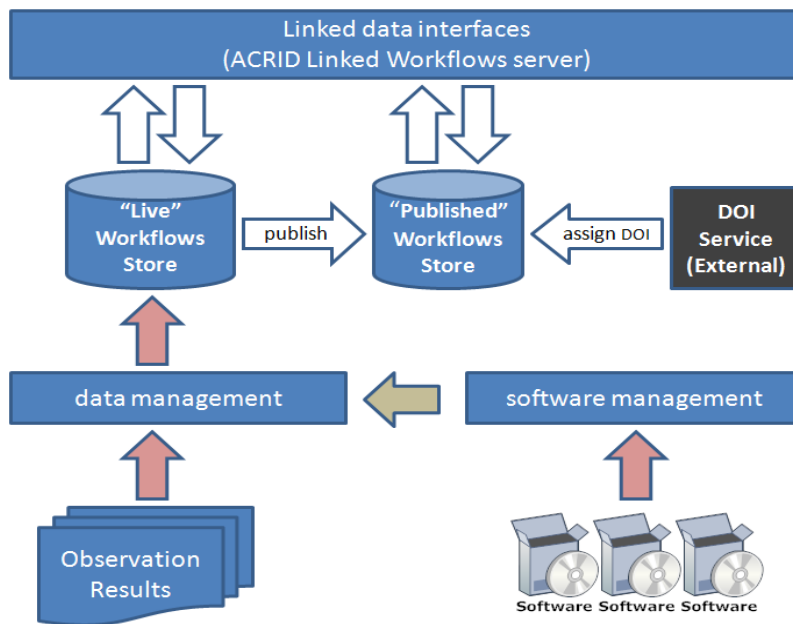 Linked data interfaces
(ACRID Linked Workflows server)
“Live”
Workflows
Store
publish
“Published”
Workflows
Store
assign DOI
DOI
Service
(External)
data management
software management
Observation
Results
Software Software Software